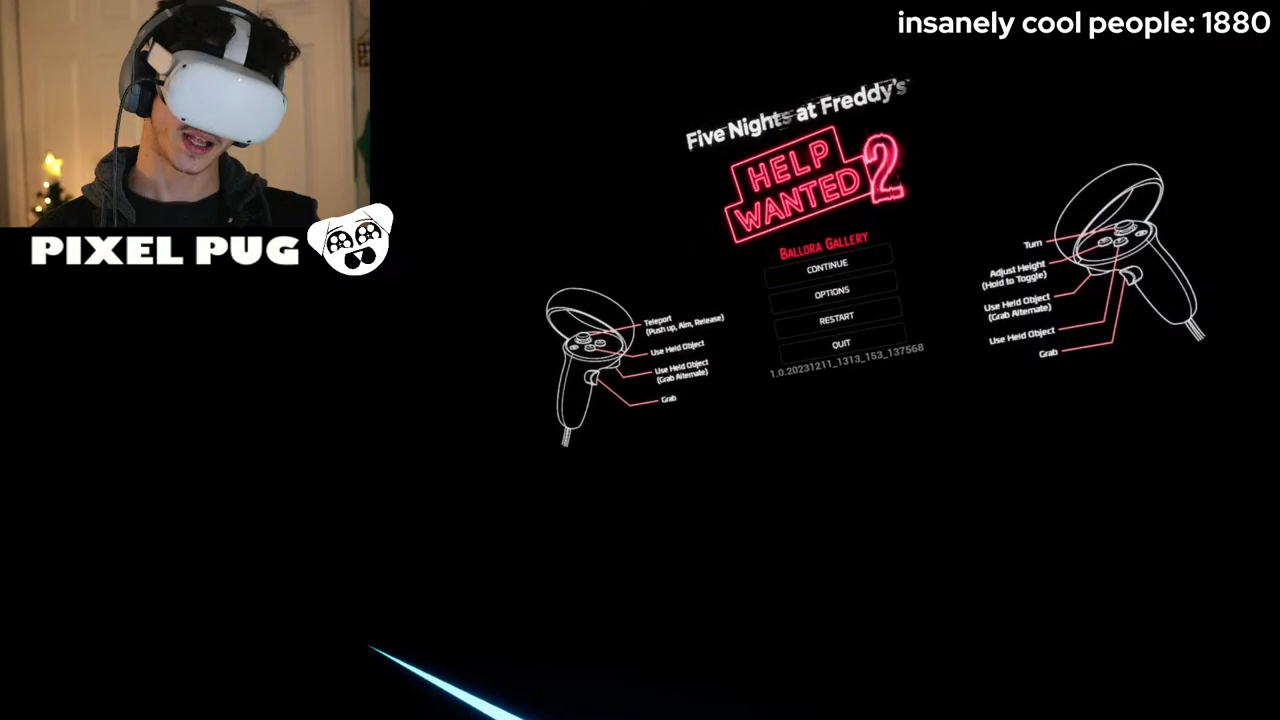 insanely cool people: 1880
Five Nights at Freddy's
HELP
WANTED 2
BALLORA GALLERY
CONTINUE
OPTIONS
RESTART
QUIT
1.0.20231211_1313_153_137568
PIXEL PUG
Teleport
(Push up, Aim, Release)
Use Held Object
Use Held Object
(Grab Alternate)
Grab
Turn
Adjust Height
(Hold to Toggle)
Use Held Object
(Grab Alternate)
Use Held Object
Grab